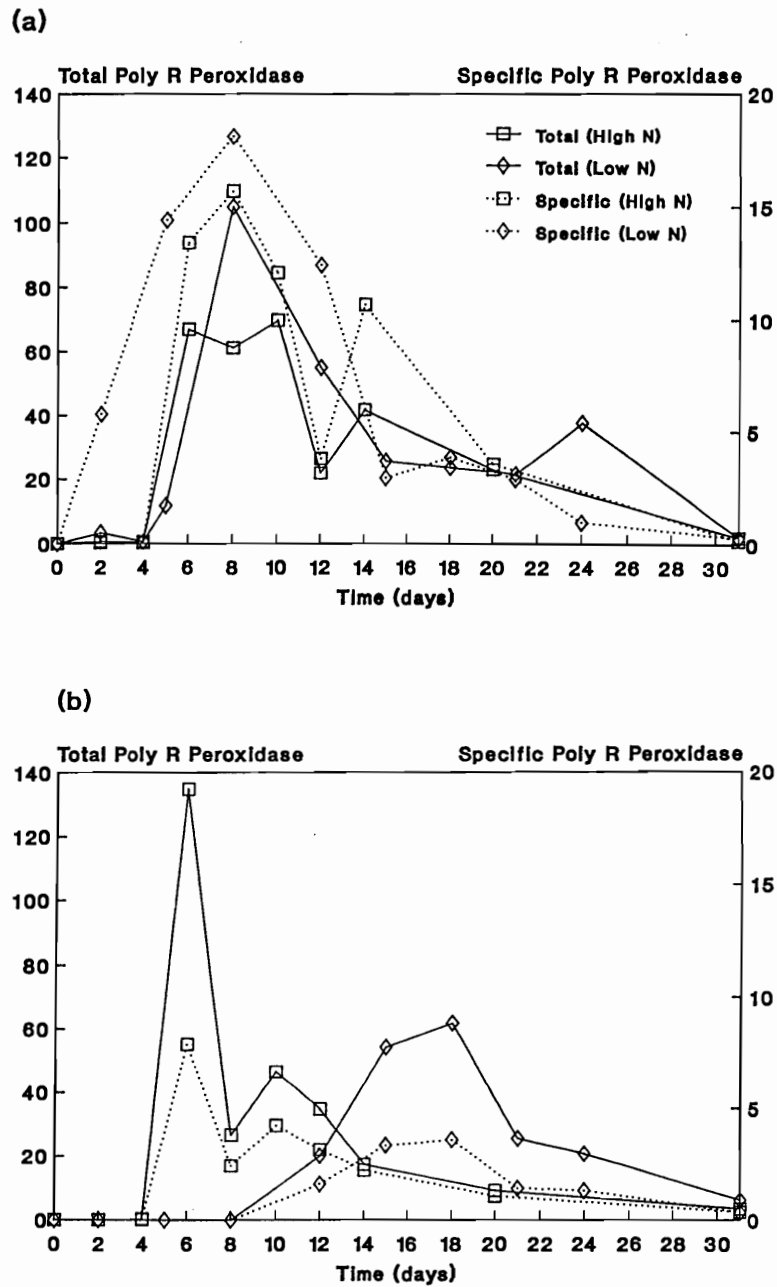 (a)
Total Poly R Peroxidase Specific Poly R Peroxidase
140 20
120
Total (High N)
Total (Low N)
Specific (High N)
Specific (Low N)
100 15
80
10
60
40
5
20
0 0
0 2 4 6 8 10 12 14 16 18 20 22 24 26 28 30
Time (days)
(b)
Total Poly R Peroxidase Specific Poly R Peroxidase
140 20
120
15
100
80
10
60
40
5
20
0 0
0 2 4 6 8 10 12 14 16 18 20 22 24 26 28 30
Time (days)